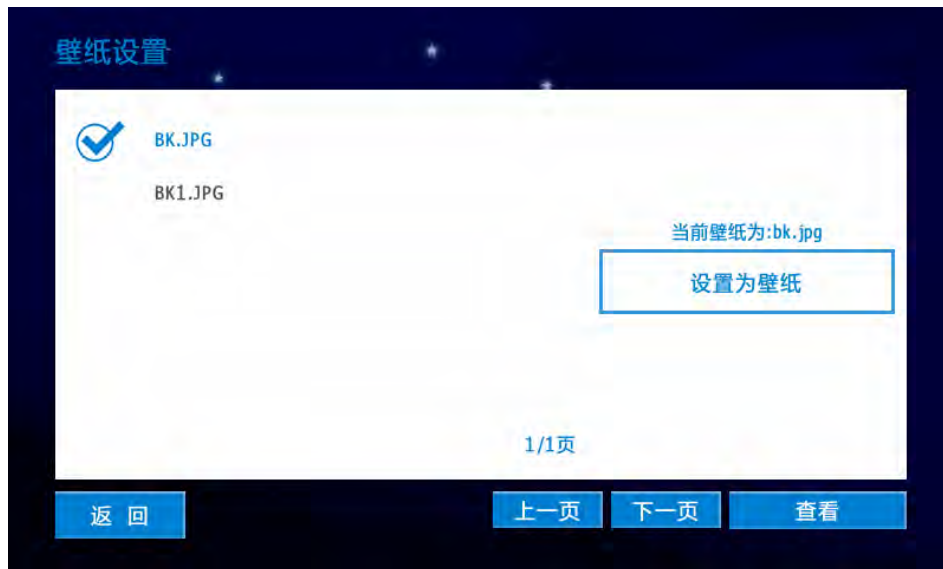 壁纸设置
BK.JPG
BK1.JPG
当前壁纸为:bk.jpg
设置为壁纸
1/1页
返 回
上一页
下一页
查看